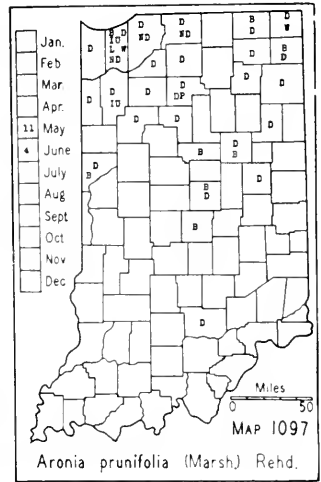 Jan.
Feb
Mar.
Apr.
11 May
4 June
July
Aug
Sept
Oct
Nov
Dec
B D
D IU W
L
ND
D
ND
D
ND
B
D
D
W
D
D
D
D
B
D
D
D
IU
D
D
DP
D
D
D
D
D
B
B
D
B
D
B
D
B
D
Miles
0 50
MAP 1097
Aronia prunifolia (Marsh.) Rehd.